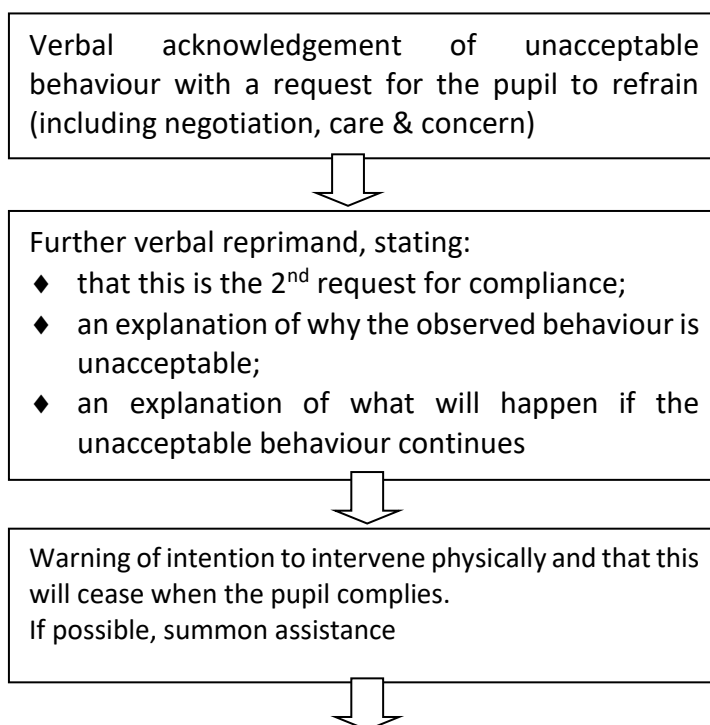 Verbal acknowledgement of unacceptable
behaviour with a request for the pupil to refrain
(including negotiation, care & concern)
Further verbal reprimand, stating:
♦ that this is the 2nd request for compliance;
♦ an explanation of why the observed behaviour is
unacceptable;
♦ an explanation of what will happen if the
unacceptable behaviour continues
Warning of intention to intervene physically and that this
will cease when the pupil complies.
If possible, summon assistance